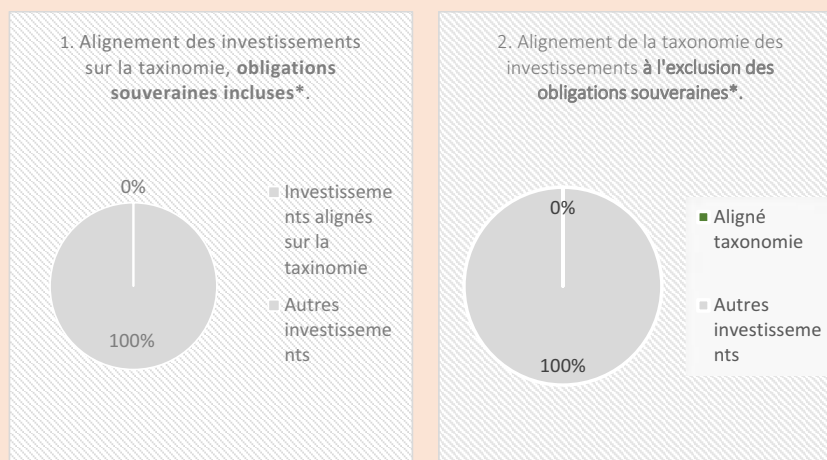 1. Alignement des investissements
sur la taxinomie, obligations
souveraines incluses*.
0%
100%
Investisseme
nts alignés
sur la
taxinomie
Autres
investisseme
nts
2. Alignement de la taxonomie des
investissements à l'exclusion des
obligations souveraines*.
0%
100%
Aligné
taxonomie
Autres
investisseme
nts